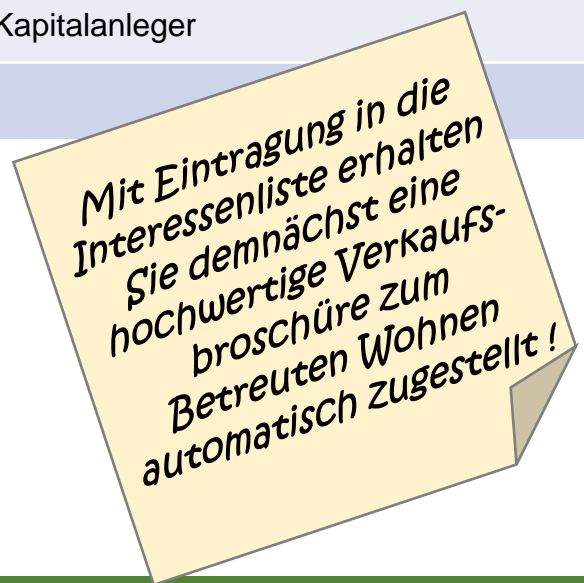 Kapitalanleger
Mit Eintragung in die
Interessenliste erhalten
Sie demnächst eine
hochwertige Verkaufs-
broschüre zum
Betreuten Wohnen
automatisch zugestellt !